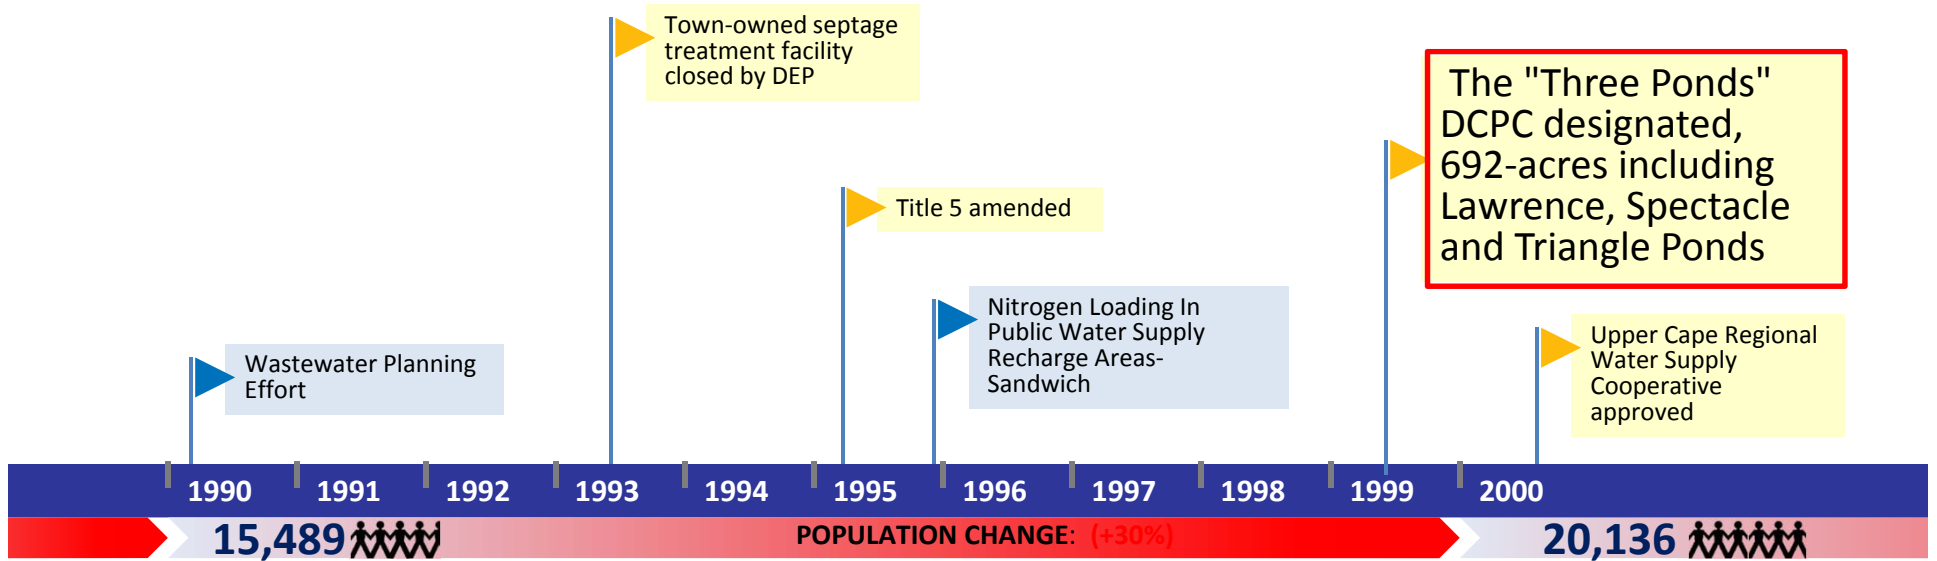 Town-owned septage
treatment facility
closed by DEP
The "Three Ponds"
DCPC designated,
692-acres including
Lawrence, Spectacle
and Triangle Ponds
Title 5 amended
Nitrogen Loading In
Public Water Supply
Recharge Areas-
Sandwich
Upper Cape Regional
Water Supply
Cooperative
approved
Wastewater Planning
Effort
1990 1991 1992 1993 1994 1995 1996 1997 1998 1999 2000
15,489 POPULATION CHANGE: (+30%) 20,136